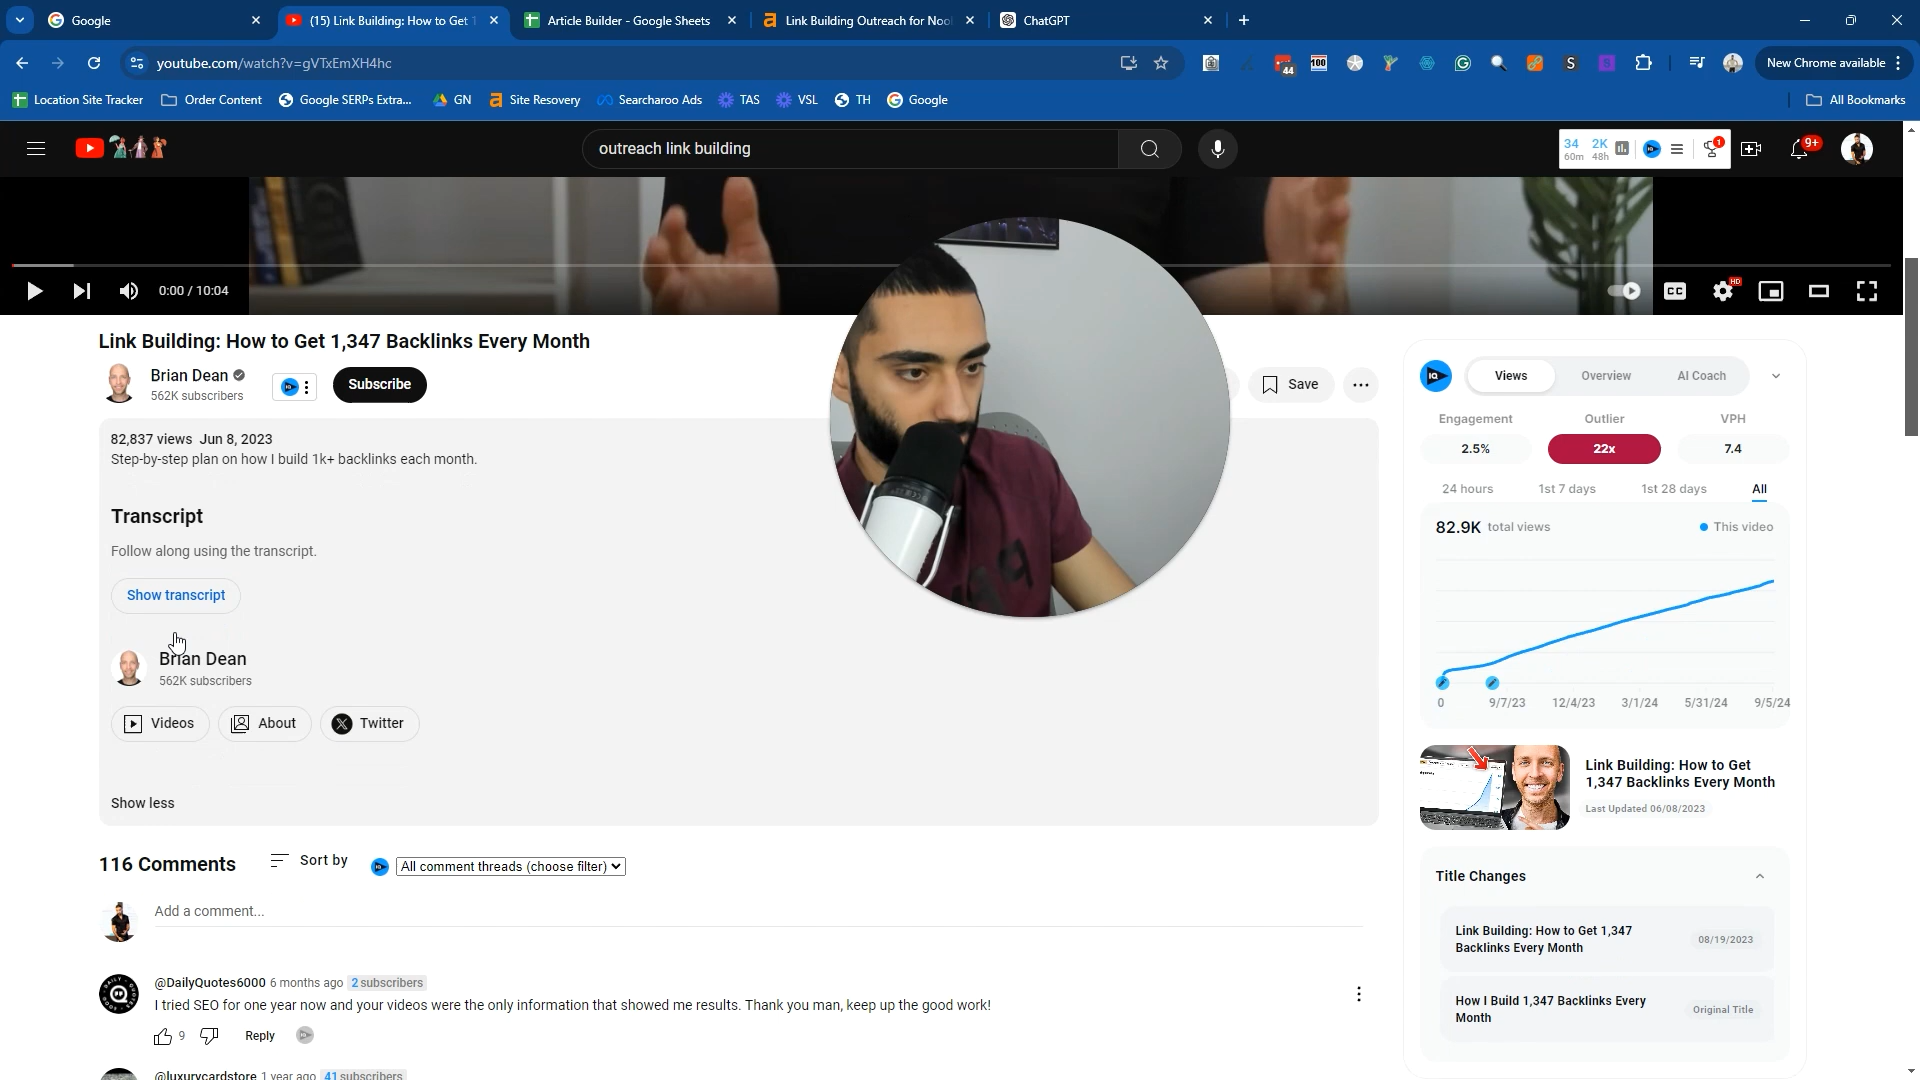 Google
(15) Link Building: How to Get
Article Builder - Google Sheets
Link Building Outreach for Noo
ChatGPT
youtube.com/watch?v=gVTxEmXH4hc
44
100
S
New Chrome available
Location Site Tracker
Order Content
Google SERPs Extra...
GN
Site Recovery
Searcharoo Ads
TAS
VSL
TH
Google
All Bookmarks
outreach link building
34 2K
60m 48h
1
9+
0:00 / 10:04
CC
HD
Link Building: How to Get 1,347 Backlinks Every Month
Brian Dean
562K subscribers
Subscribe
Save
82,837 views Jun 8, 2023
Step-by-step plan on how I build 1k+ backlinks each month.
Transcript
Follow along using the transcript.
Show transcript
Brian Dean
562K subscribers
Videos
About
Twitter
Show less
116 Comments
Sort by
All comment threads (choose filter)
Add a comment...
@DailyQuotes6000 6 months ago 2 subscribers
I tried SEO for one year now and your videos were the only information that showed me results. Thank you man, keep up the good work!
9
Reply
@luxurycardstore 1 year ago 41 subscribers
Views
Overview
AI Coach
Engagement
Outlier
VPH
2.5%
22x
7.4
24 hours
1st 7 days
1st 28 days
All
82.9K total views
This video
0
9/7/23
12/4/23
3/1/24
5/31/24
9/5/24
Link Building: How to Get
1,347 Backlinks Every Month
Last Updated 06/08/2023
Title Changes
Link Building: How to Get 1,347
Backlinks Every Month
08/19/2023
How I Build 1,347 Backlinks Every
Month
Original Title